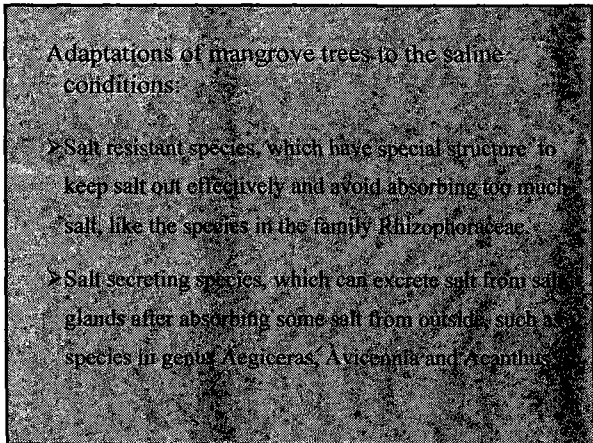 Adaptations of mangrove trees to the saline
conditions:
➢Salt resistant species, which have special structure to
keep salt out effectively and avoid absorbing too much
salt, like the species in the family Rhizophoraceae.
➢Salt secreting species, which can excrete salt from salt
glands after absorbing some salt from outside, such as
species in genus Aegiceras, Avicennia and Acanthus